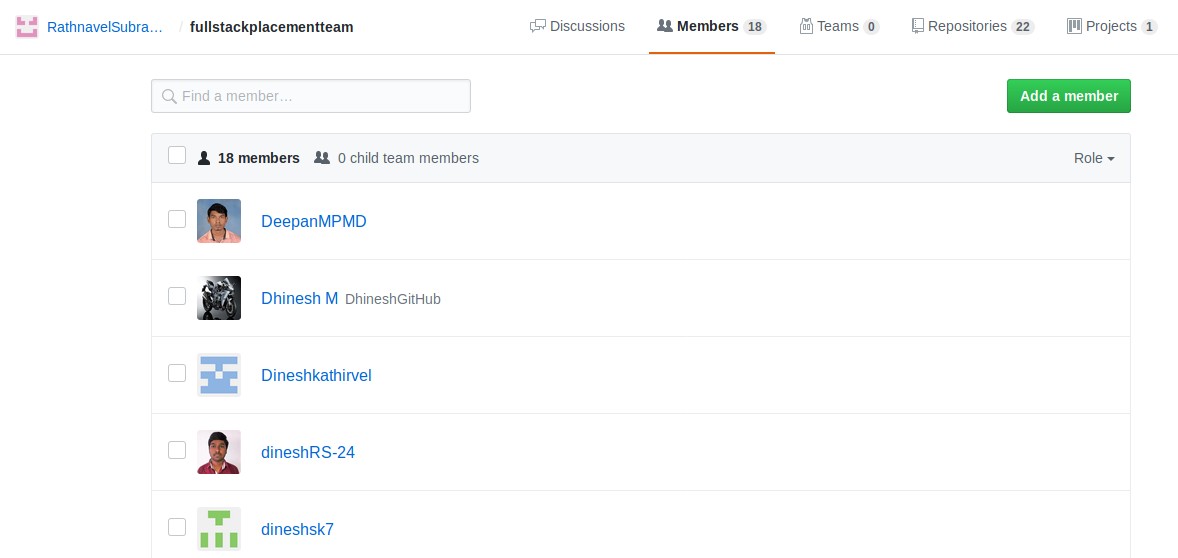 RathnavelSubra… / fullstackplacementteam Discussions Members 18 Teams 0 Repositories 22 Projects 1
Find a member… Add a member
18 members 0 child team members Role
DeepanMPMD
Dhinesh M DhineshGitHub
Dineshkathirvel
dineshRS-24
dineshsk7